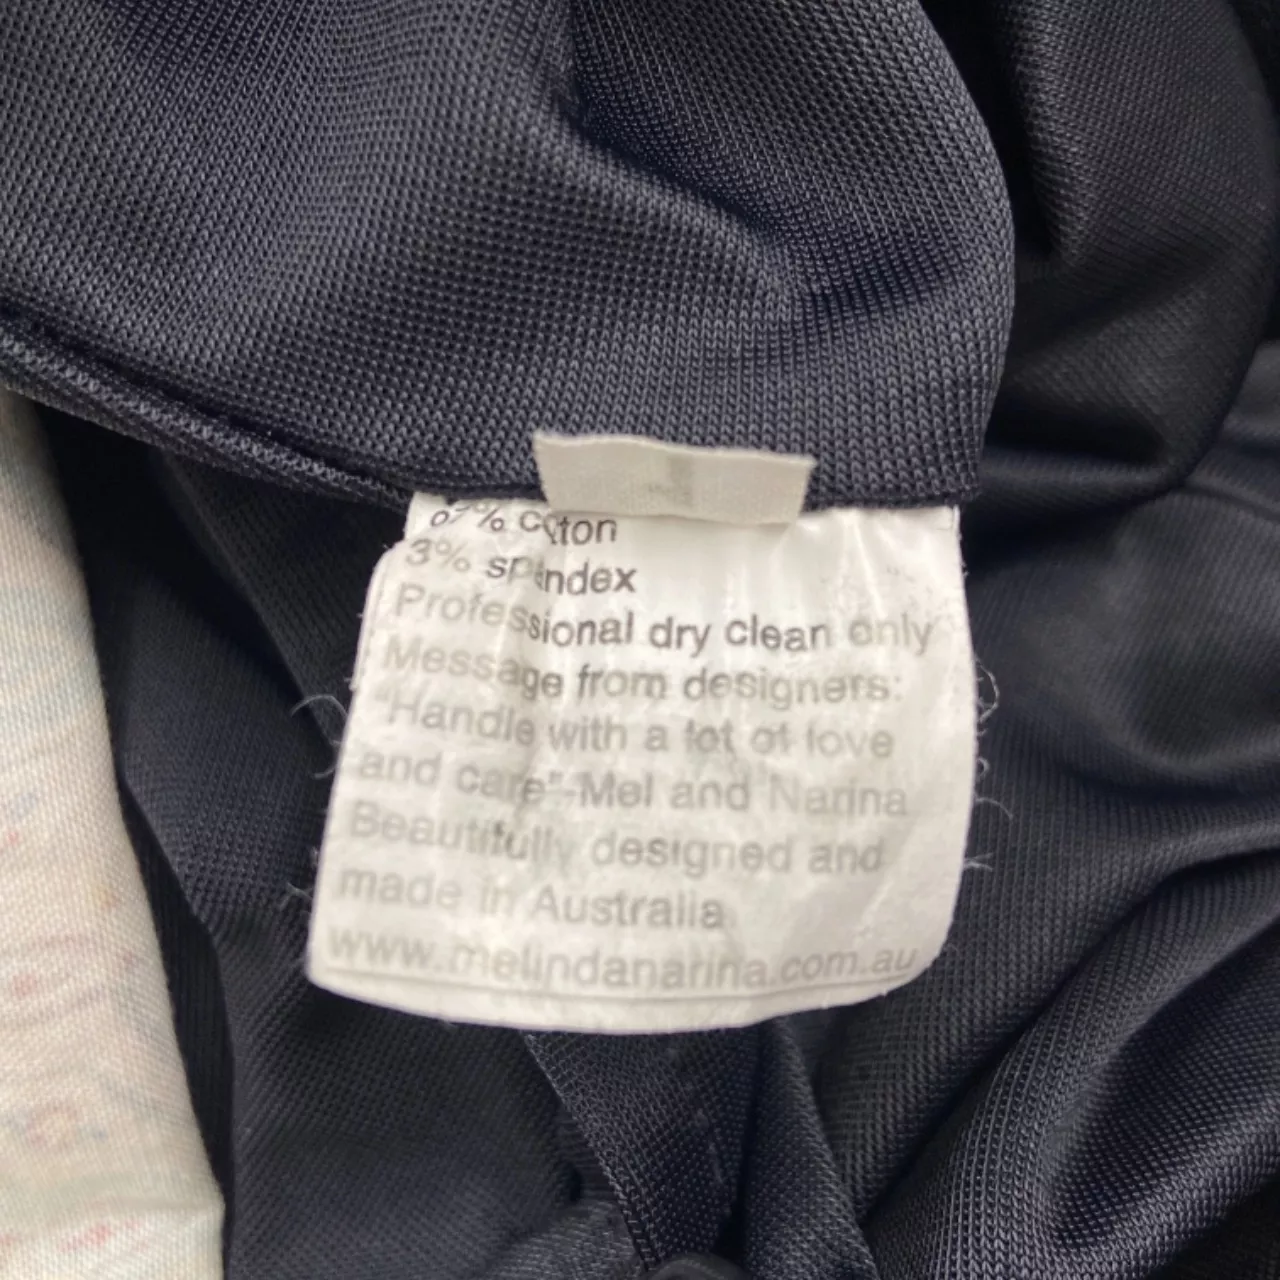 % cotton
3% spandex
Professional dry clean only
Message from designers:
"Handle with a lot of love
and care"-Mel and Narina
Beautifully designed and
made in Australia.
www.melindanarina.com.au